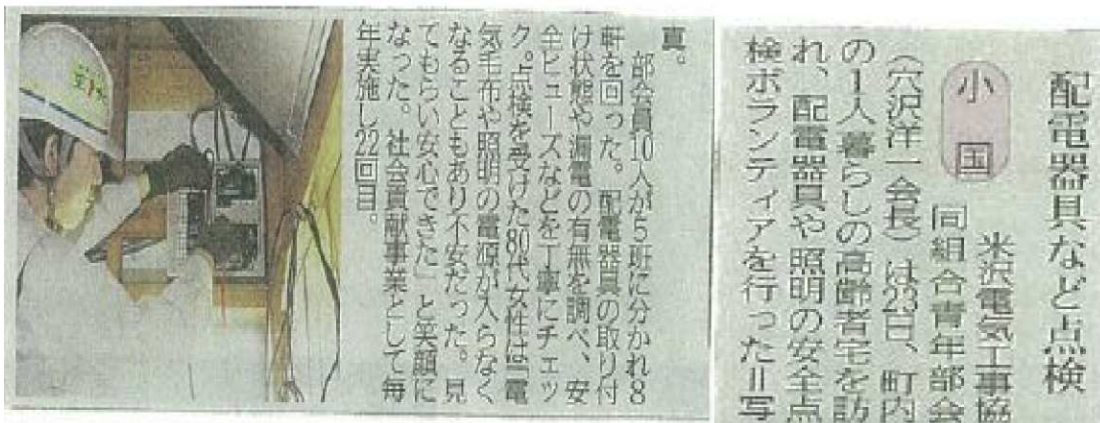 配電器具など点検
小国
米沢電気工事協
同組合青年部会
(穴沢洋一会長)は23日、町内
の1人暮らしの高齢者宅を訪
れ、配電器具や照明の安全点
検ボランティアを行った=写
真。
部会員10人が5班に分かれ8
軒を回った。配電器具の取り付
け状態や漏電の有無を調べ、安
全ヒューズなどを丁寧にチェッ
ク。点検を受けた80代女性は「電
気毛布や照明の電源が入らなく
なることもあり不安だった。見
てもらい安心できた」と笑顔に
なった。社会貢献事業として毎
年実施し22回目。